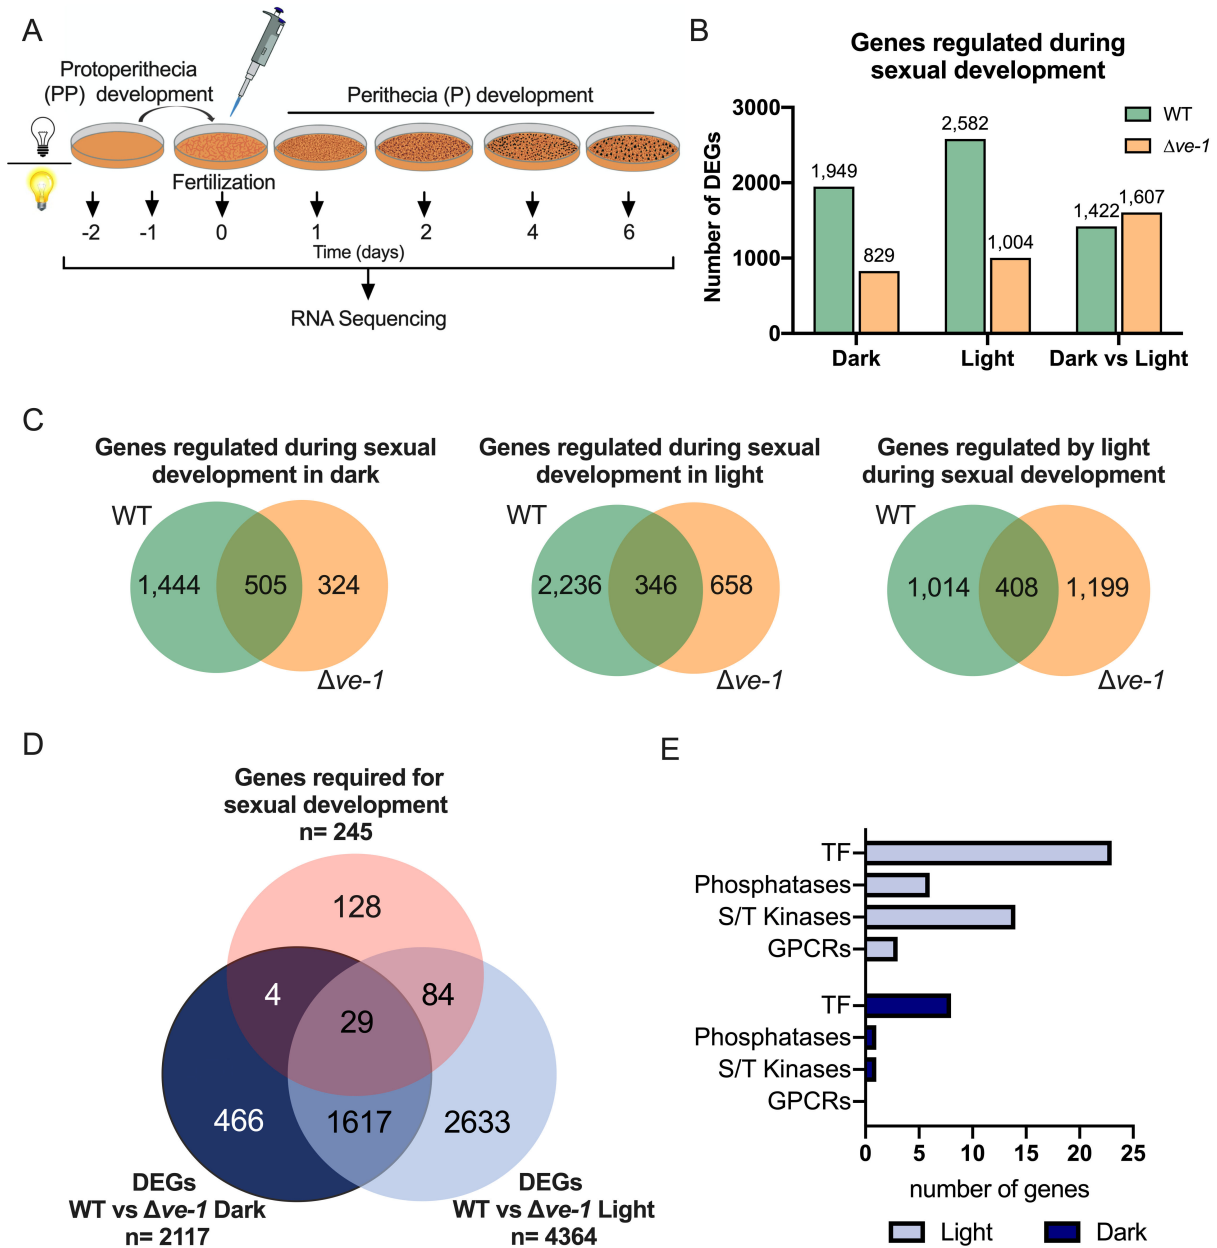 A
Protoperithecia
(PP) development
Perithecia (P) development
Fertilization
-2 -1 0 1 2 4 6
Time (days)
RNA Sequencing
B
Genes regulated during
sexual development
Number of DEGs
3000
2000
1000
0
1,949
829
2,582
1,004
1,422
1,607
WT
Δve-1
Dark Light Dark vs Light
C
Genes regulated during sexual
development in dark
WT
1,444 505 324
Δve-1
Genes regulated during sexual
development in light
WT
2,236 346 658
Δve-1
Genes regulated by light
during sexual development
WT
1,014 408 1,199
Δve-1
D
Genes required for
sexual development
n= 245
128
4 84
29
466 1617 2633
DEGs
WT vs Δve-1 Dark
n= 2117
DEGs
WT vs Δve-1 Light
n= 4364
E
TF
Phosphatases
S/T Kinases
GPCRs
TF
Phosphatases
S/T Kinases
GPCRs
0 5 10 15 20 25
number of genes
Light Dark